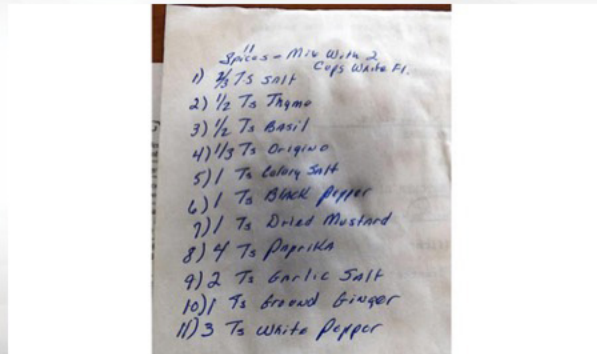 11
Spices - Mix With 2
Cups White Fl.
1) 2/3 Ts Salt
2) 1/2 Ts Thyme
3) 1/2 Ts Basil
4) 1/3 Ts Origino
5) 1 Ts Celery Salt
6) 1 Ts Black Pepper
7) 1 Ts Dried Mustard
8) 4 Ts Paprika
9) 2 Ts Garlic Salt
10) 1 Ts Ground Ginger
11) 3 Ts White Pepper